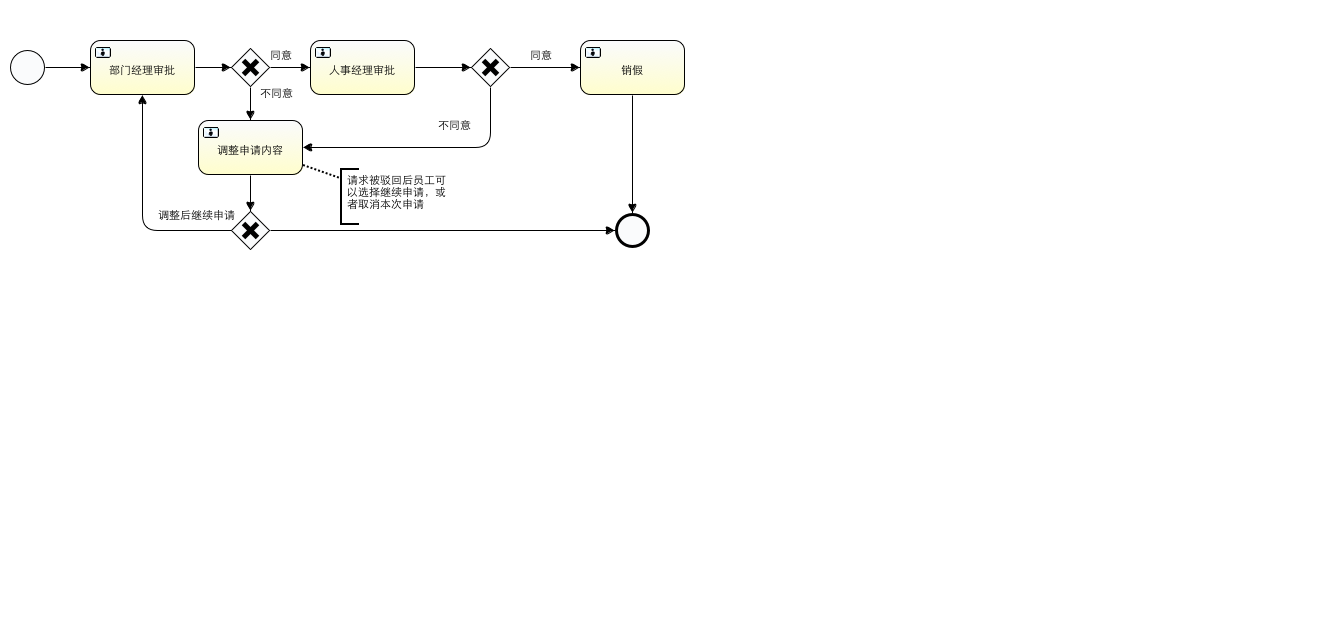 部门经理审批
同意
人事经理审批
同意
销假
不同意
不同意
调整申请内容
请求被驳回后员工可
以选择继续申请，或
者取消本次申请
调整后继续申请